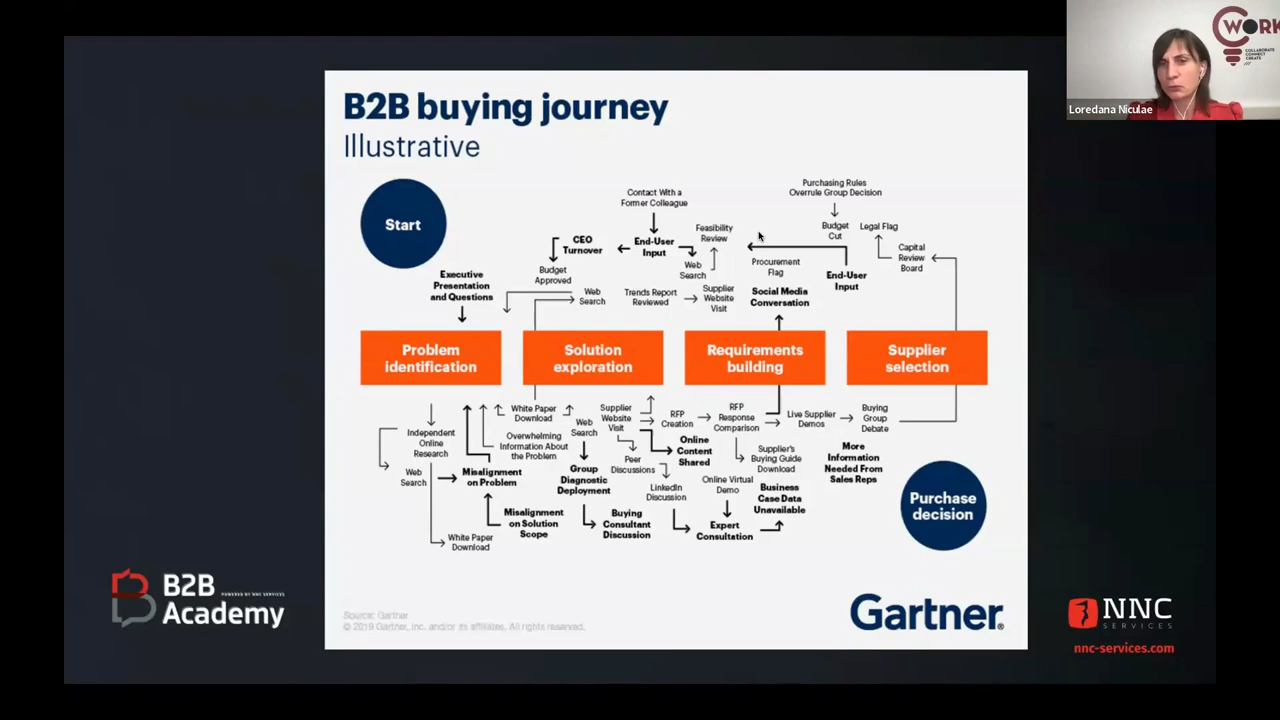 B2B buying journey
Illustrative
Start
Contact With a
Former Colleague
Purchasing Rules
Overrule Group Decision
CEO
Turnover
End-User
Input
Feasibility
Review
Budget
Cut
Legal Flag
Budget
Approved
Web
Search
Procurement
Flag
End-User
Input
Capital
Review
Board
Executive
Presentation
and Questions
Web
Search
Trends Report
Reviewed
Supplier
Website
Visit
Social Media
Conversation
Problem
identification
Solution
exploration
Requirements
building
Supplier
selection
Independent
Online
Research
White Paper
Download
Web
Search
Supplier
Website
Visit
RFP
Creation
RFP
Response
Comparison
Live Supplier
Demos
Buying
Group
Debate
Overwhelming
Information About
the Problem
Online
Content
Shared
Supplier's
Buying Guide
Download
More
Information
Needed From
Sales Reps
Web
Search
Misalignment
on Problem
Group
Diagnostic
Deployment
Peer
Discussions
LinkedIn
Discussion
Online Virtual
Demo
Business
Case Data
Unavailable
Misalignment
on Solution
Scope
Buying
Consultant
Discussion
Expert
Consultation
White Paper
Download
Purchase
decision
Source: Gartner
© 2019 Gartner, Inc. and/or its affiliates. All rights reserved.
Gartner®
B2B
POWERED BY NNC SERVICES
Academy
NNC
SERVICES
nnc-services.com
Loredana Niculae
WORK
COLLABORATE
CONNECT
CREATE